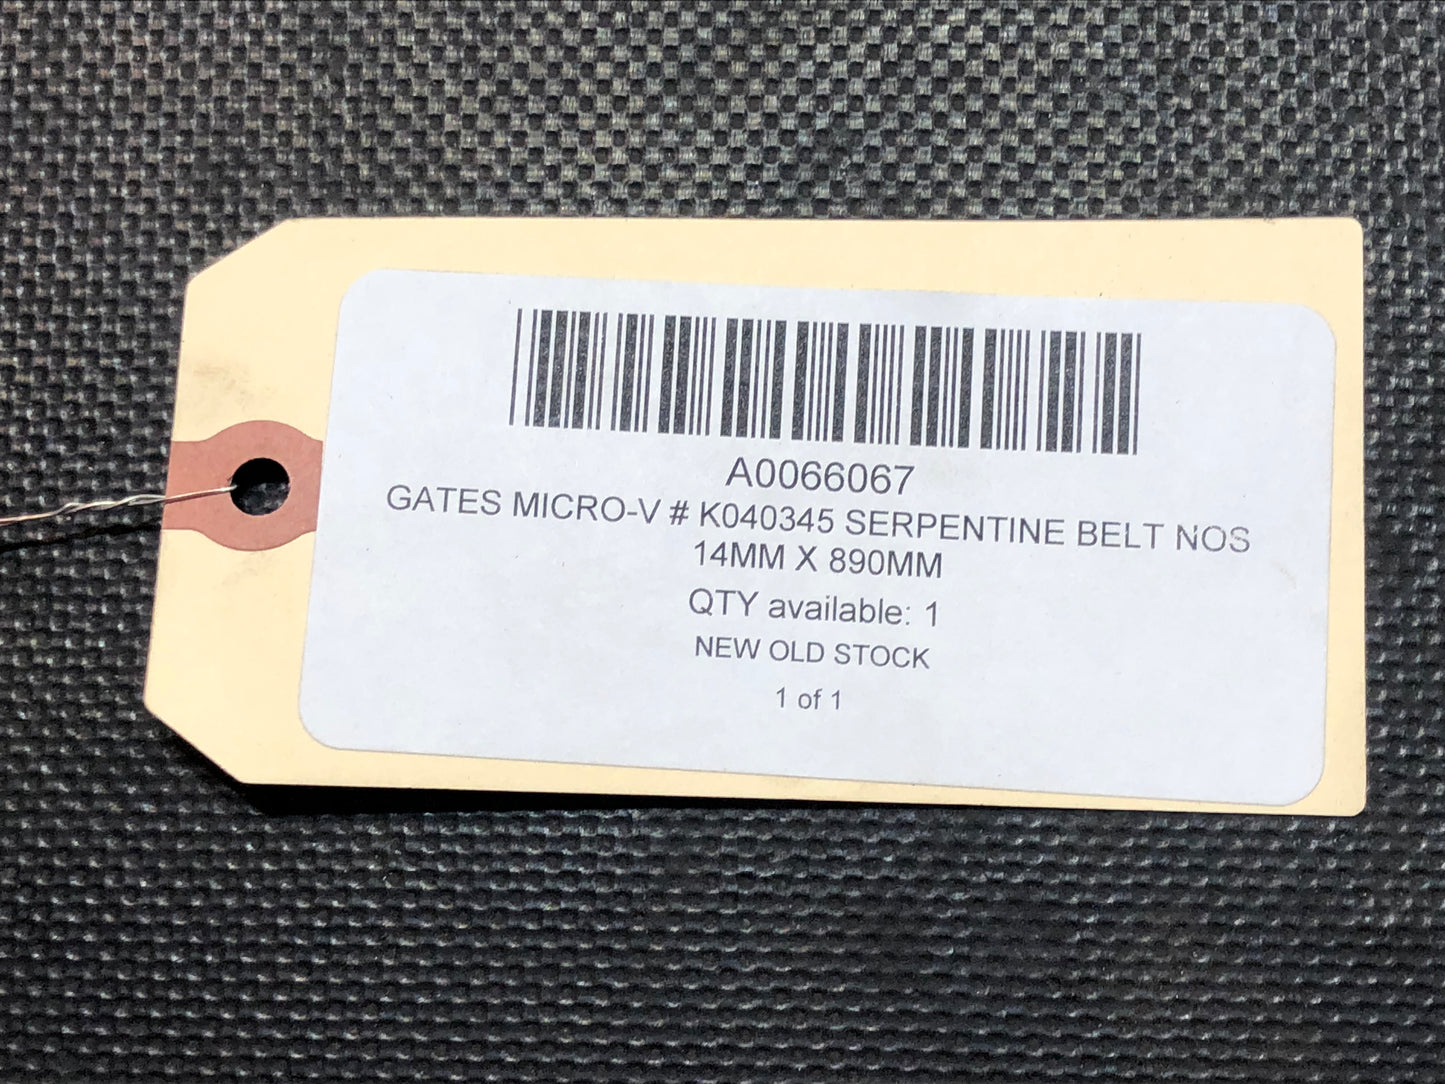 A0066067
GATES MICRO-V # K040345 SERPENTINE BELT NOS
14MM X 890MM
QTY available: 1
NEW OLD STOCK
1 of 1